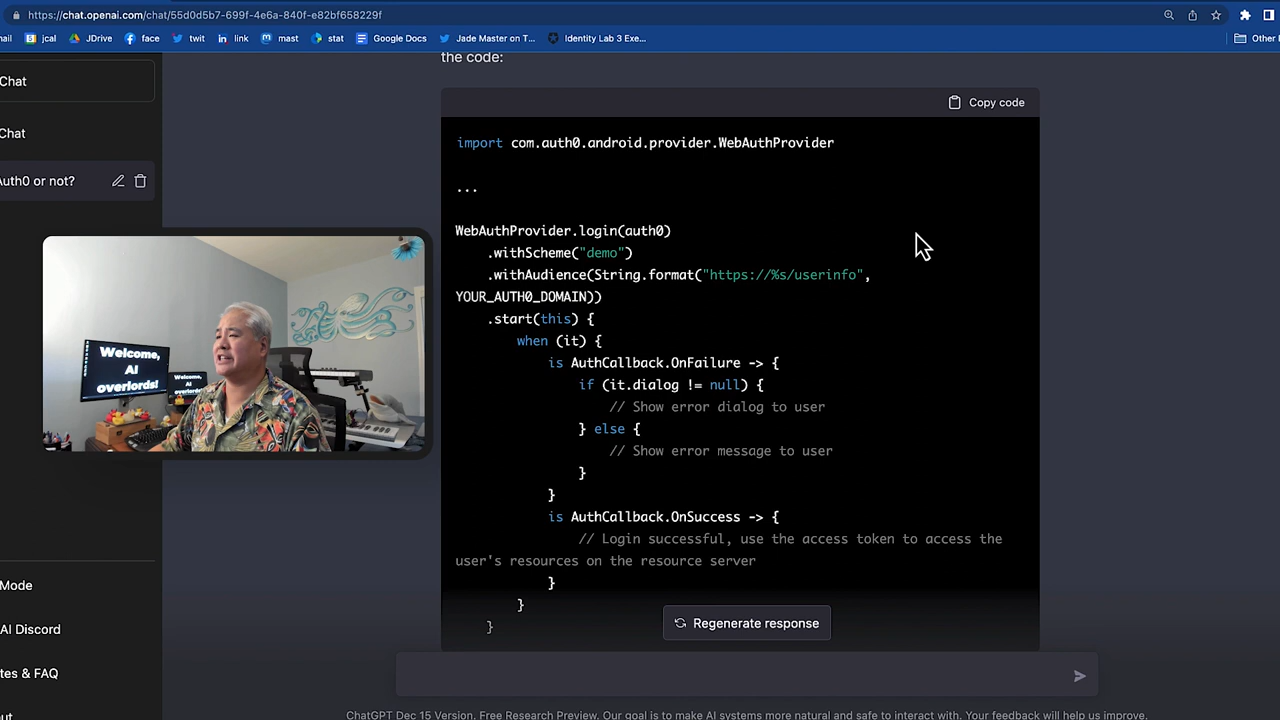 https://chat.openai.com/chat/55d0d5b7-699f-4e6a-840f-e82bf658229f
jcal JDrive face twit link mast stat Google Docs Jade Master on T... Identity Lab 3 Exe... Other
Chat
Chat
Auth0 or not?
the code:
Copy code
import com.auth0.android.provider.WebAuthProvider
...
WebAuthProvider.login(auth0)
.withScheme("demo")
.withAudience(String.format("https://%s/userinfo",
YOUR_AUTH0_DOMAIN))
.start(this) {
when (it) {
is AuthCallback.OnFailure -> {
if (it.dialog != null) {
// Show error dialog to user
} else {
// Show error message to user
}
}
is AuthCallback.OnSuccess -> {
// Login successful, use the access token to access the
user's resources on the resource server
}
}
}
Regenerate response
Welcome,
AI
overlords!
Welcome,
AI
overlords!
Mode
AI Discord
tes & FAQ
ChatGPT Dec 15 Version. Free Research Preview. Our goal is to make AI systems more natural and safe to interact with. Your feedback will help us improve.